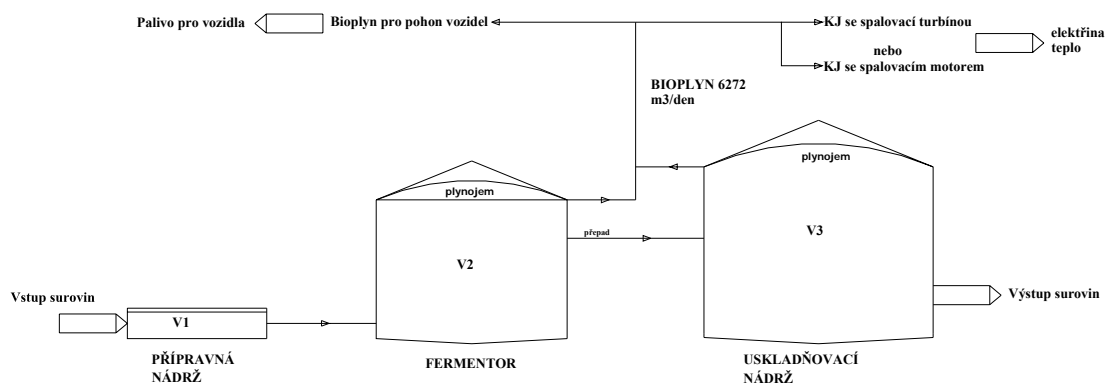 Palivo pro vozidla
Bioplyn pro pohon vozidel
KJ se spalovací turbínou
elektřina
teplo
nebo
KJ se spalovacím motorem
BIOPLYN 6272
m3/den
plynojem
plynojem
přepad
V3
V2
Vstup surovin
Výstup surovin
V1
PŘÍPRAVNÁ
NÁDRŽ
FERMENTOR
USKLADŇOVACÍ
NÁDRŽ